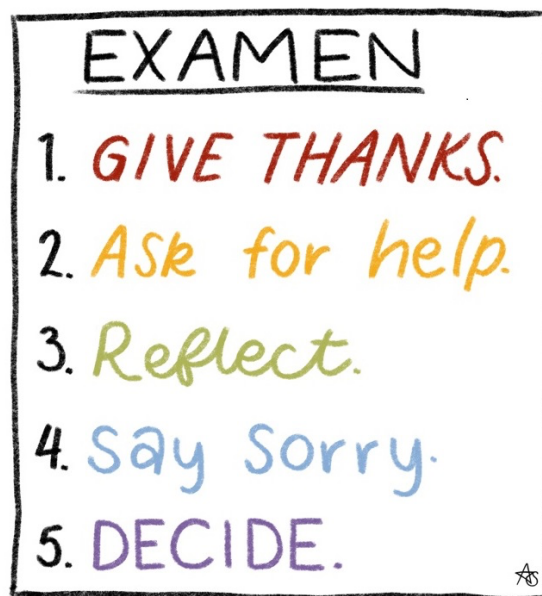 EXAMEN
1. GIVE THANKS.
2. Ask for help.
3. Reflect.
4. Say Sorry.
5. DECIDE.